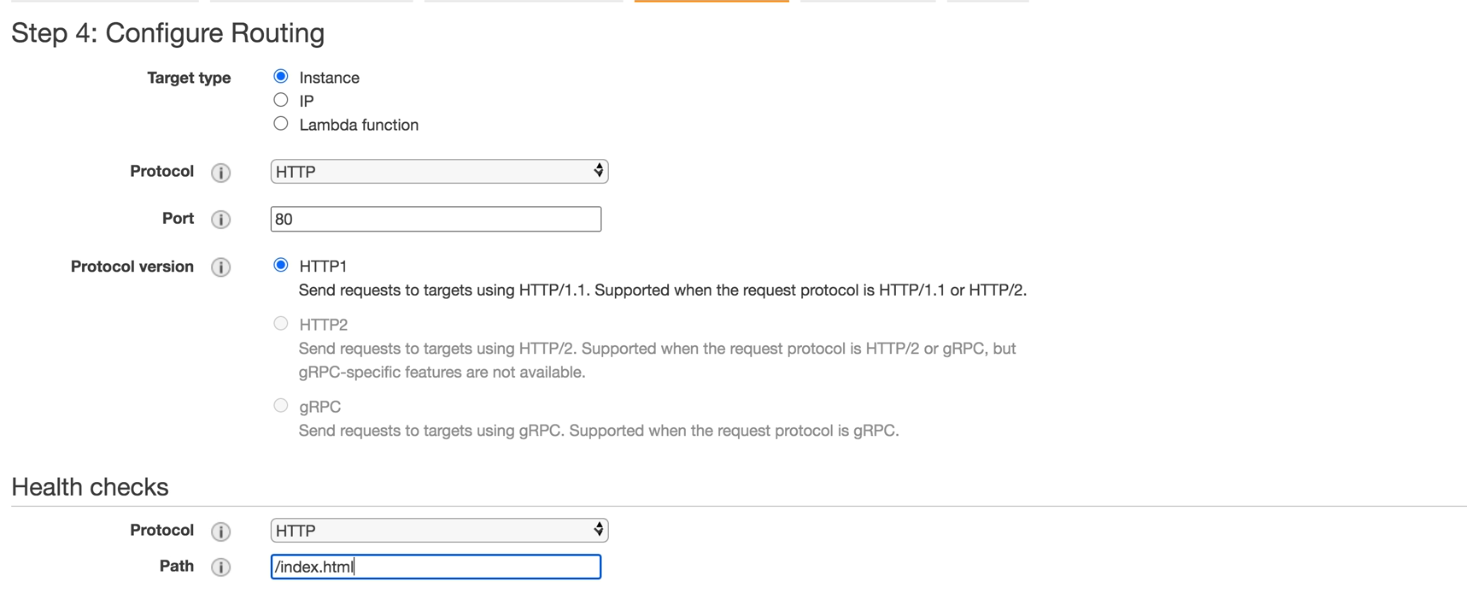 Step 4: Configure Routing
Target type
Instance
IP
Lambda function
Protocol i HTTP
Port i 80
Protocol version i HTTP1
Send requests to targets using HTTP/1.1. Supported when the request protocol is HTTP/1.1 or HTTP/2.
HTTP2
Send requests to targets using HTTP/2. Supported when the request protocol is HTTP/2 or gRPC, but
gRPC-specific features are not available.
gRPC
Send requests to targets using gRPC. Supported when the request protocol is gRPC.
Health checks
Protocol i HTTP
Path i /index.html